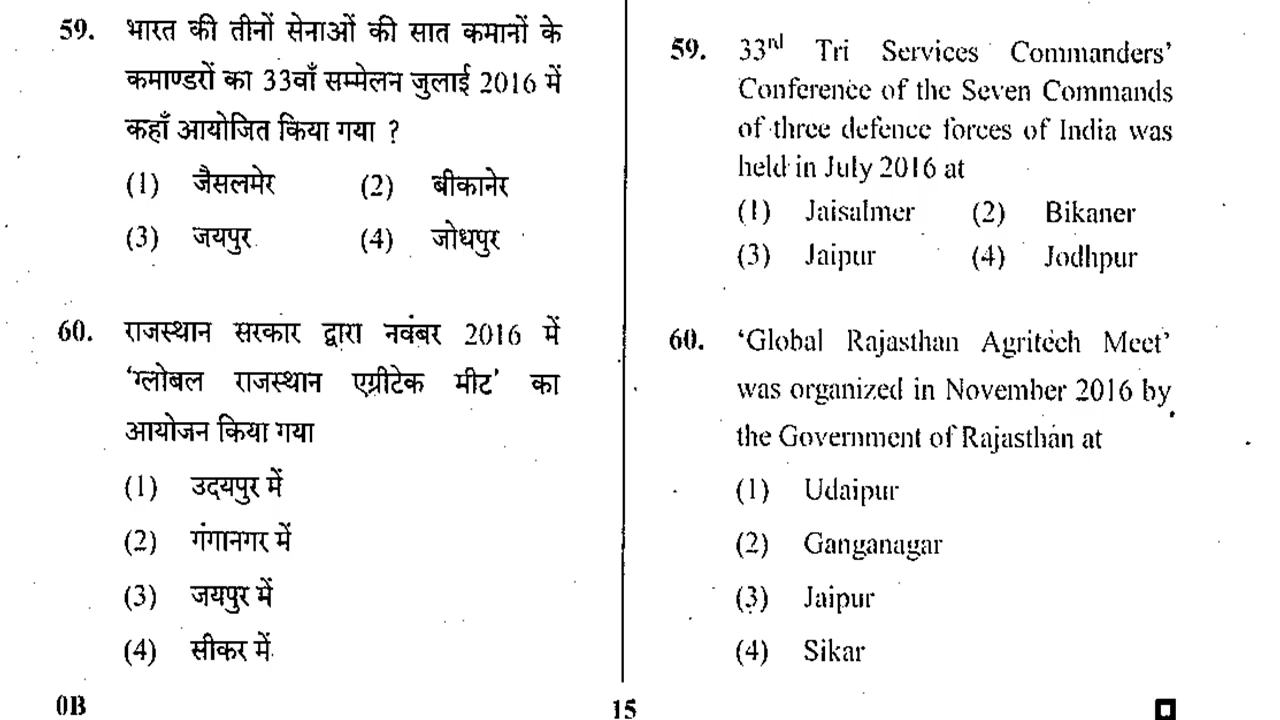 59. भारत की तीनों सेनाओं की सात कमानों के
कमाण्डरों का 33वाँ सम्मेलन जुलाई 2016 में
कहाँ आयोजित किया गया ?
(1) जैसलमेर (2) बीकानेर
(3) जयपुर (4) जोधपुर
60. राजस्थान सरकार द्वारा नवंबर 2016 में
‘ग्लोबल राजस्थान एग्रीटेक मीट’ का
आयोजन किया गया
(1) उदयपुर में
(2) गंगानगर में
(3) जयपुर में
(4) सीकर में
59. 33rd Tri Services Commanders’
Conference of the Seven Commands
of three defence forces of India was
held in July 2016 at
(1) Jaisalmer (2) Bikaner
(3) Jaipur (4) Jodhpur
60. ‘Global Rajasthan Agritech Meet’
was organized in November 2016 by
the Government of Rajasthan at
(1) Udaipur
(2) Ganganagar
(3) Jaipur
(4) Sikar
0B 15